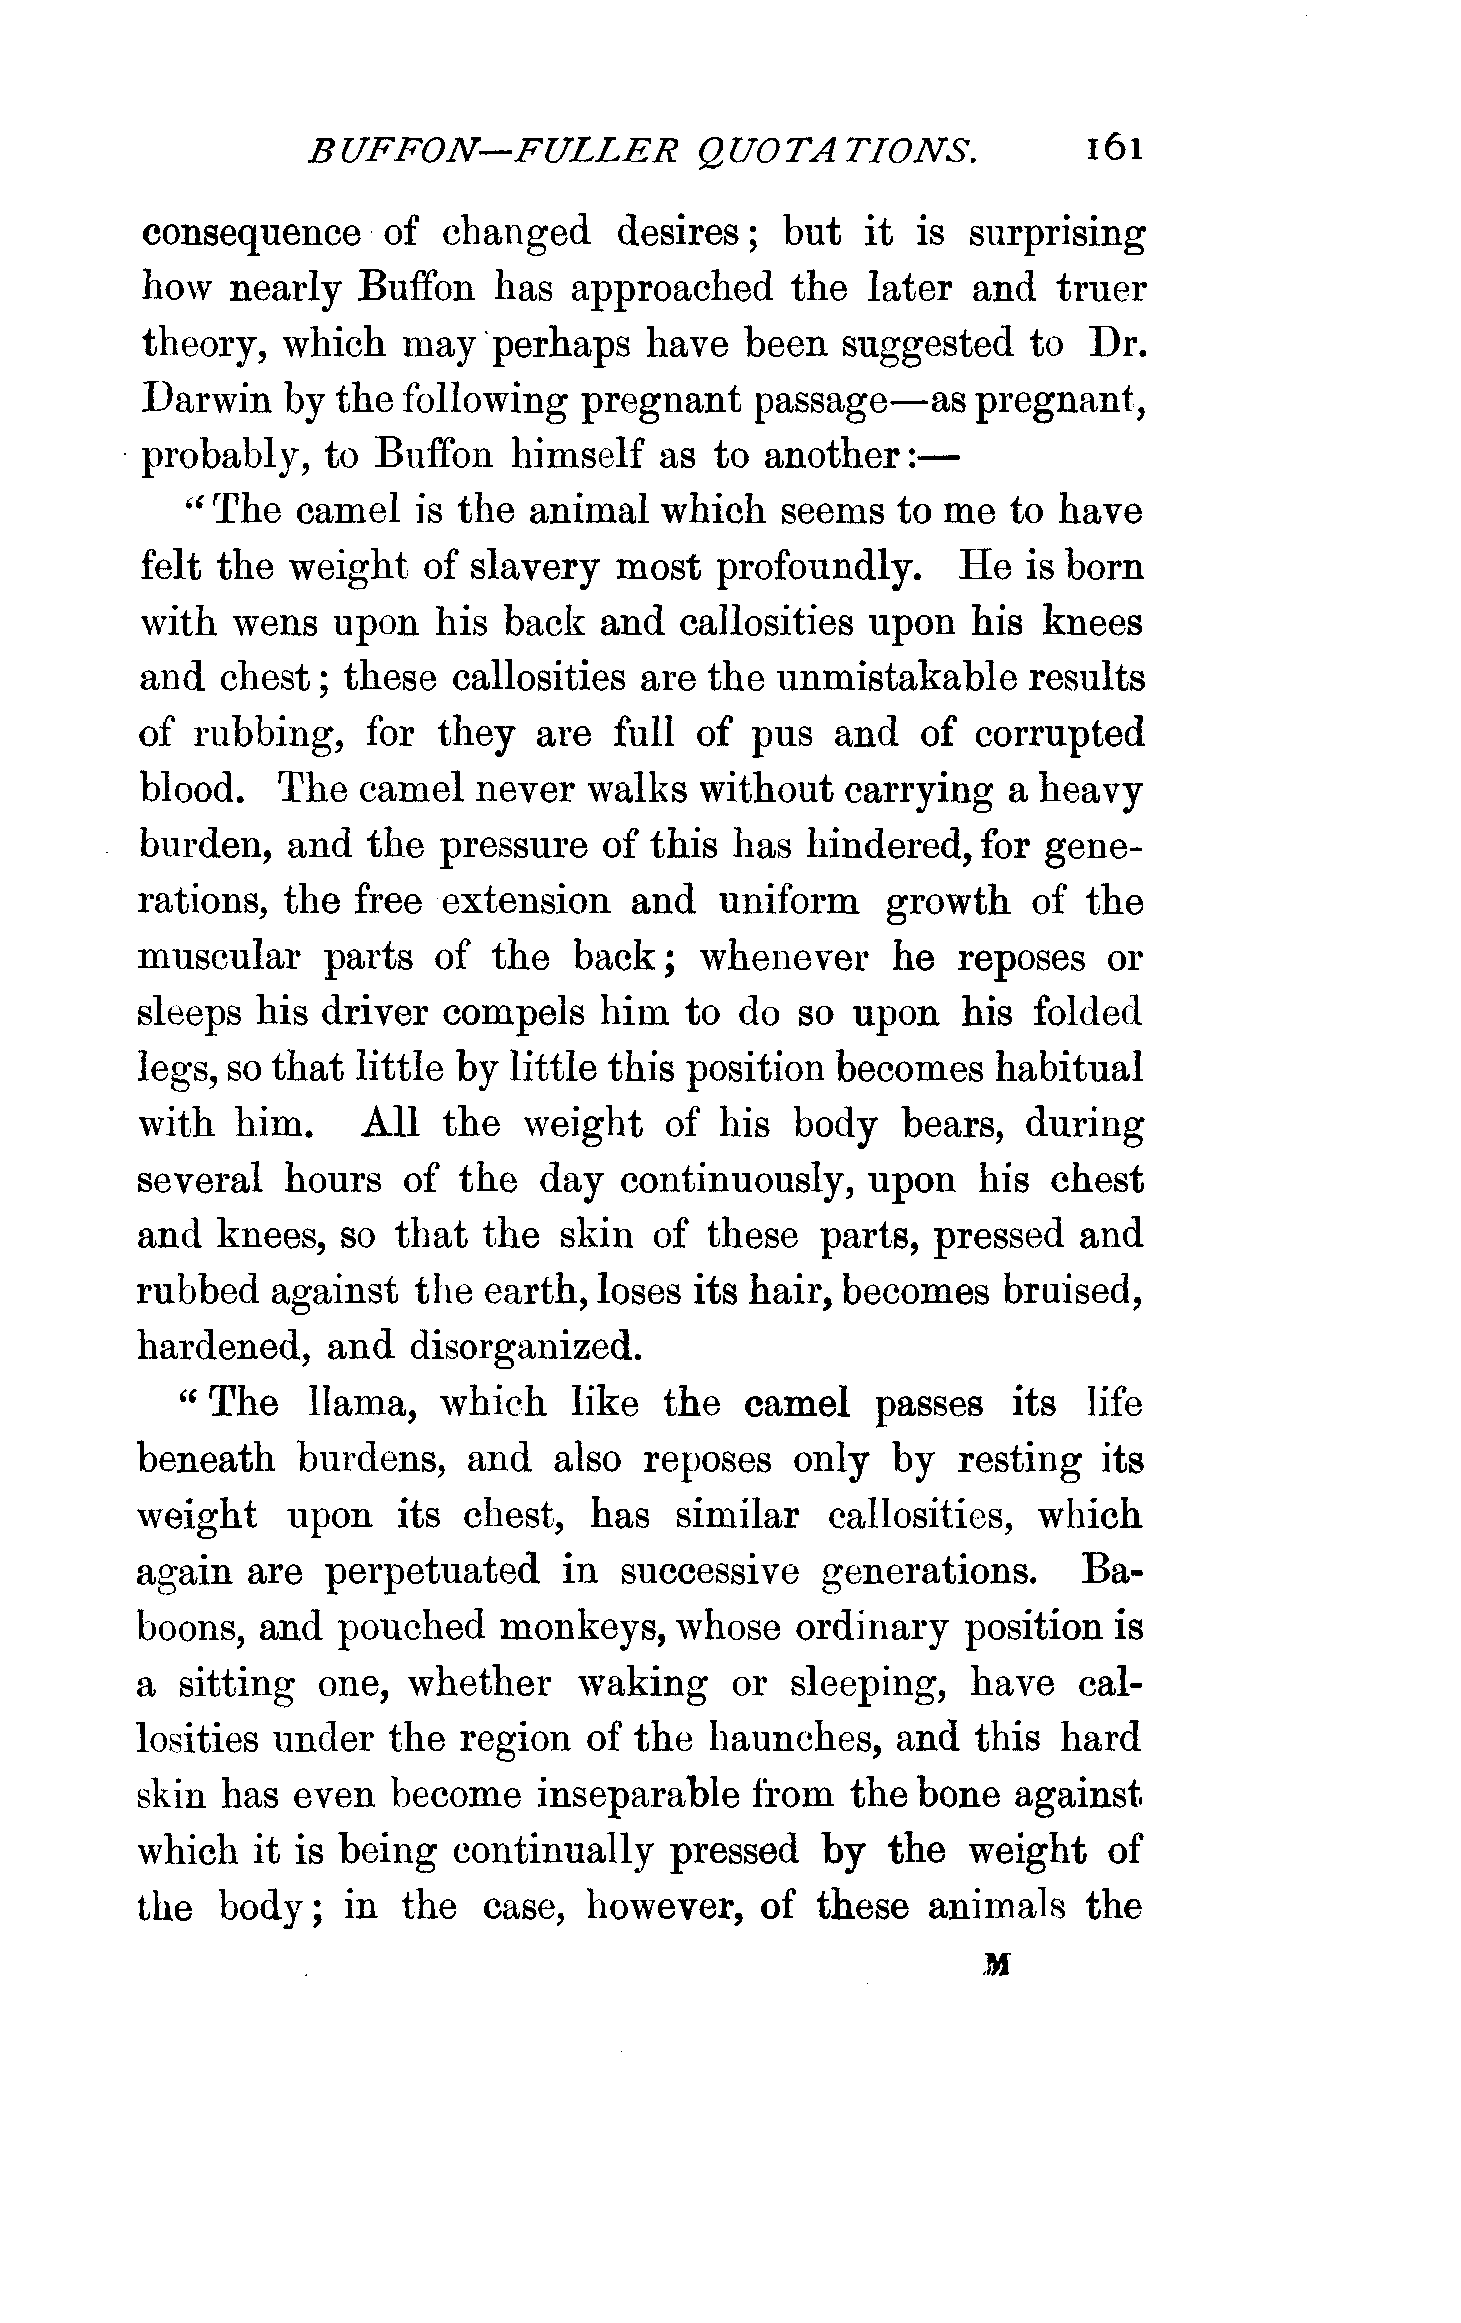 BUFFON—FULLER QUOTATIONS. 161
consequence of changed desires; but it is surprising
how nearly Buffon has approached the later and truer
theory, which may perhaps have been suggested to Dr.
Darwin by the following pregnant passage—as pregnant,
probably, to Buffon himself as to another:—
“The camel is the animal which seems to me to have
felt the weight of slavery most profoundly. He is born
with wens upon his back and callosities upon his knees
and chest; these callosities are the unmistakable results
of rubbing, for they are full of pus and of corrupted
blood. The camel never walks without carrying a heavy
burden, and the pressure of this has hindered, for gene-
rations, the free extension and uniform growth of the
muscular parts of the back; whenever he reposes or
sleeps his driver compels him to do so upon his folded
legs, so that little by little this position becomes habitual
with him. All the weight of his body bears, during
several hours of the day continuously, upon his chest
and knees, so that the skin of these parts, pressed and
rubbed against the earth, loses its hair, becomes bruised,
hardened, and disorganized.
“The llama, which like the camel passes its life
beneath burdens, and also reposes only by resting its
weight upon its chest, has similar callosities, which
again are perpetuated in successive generations. Ba-
boons, and pouched monkeys, whose ordinary position is
a sitting one, whether waking or sleeping, have cal-
losities under the region of the haunches, and this hard
skin has even become inseparable from the bone against
which it is being continually pressed by the weight of
the body; in the case, however, of these animals the
M